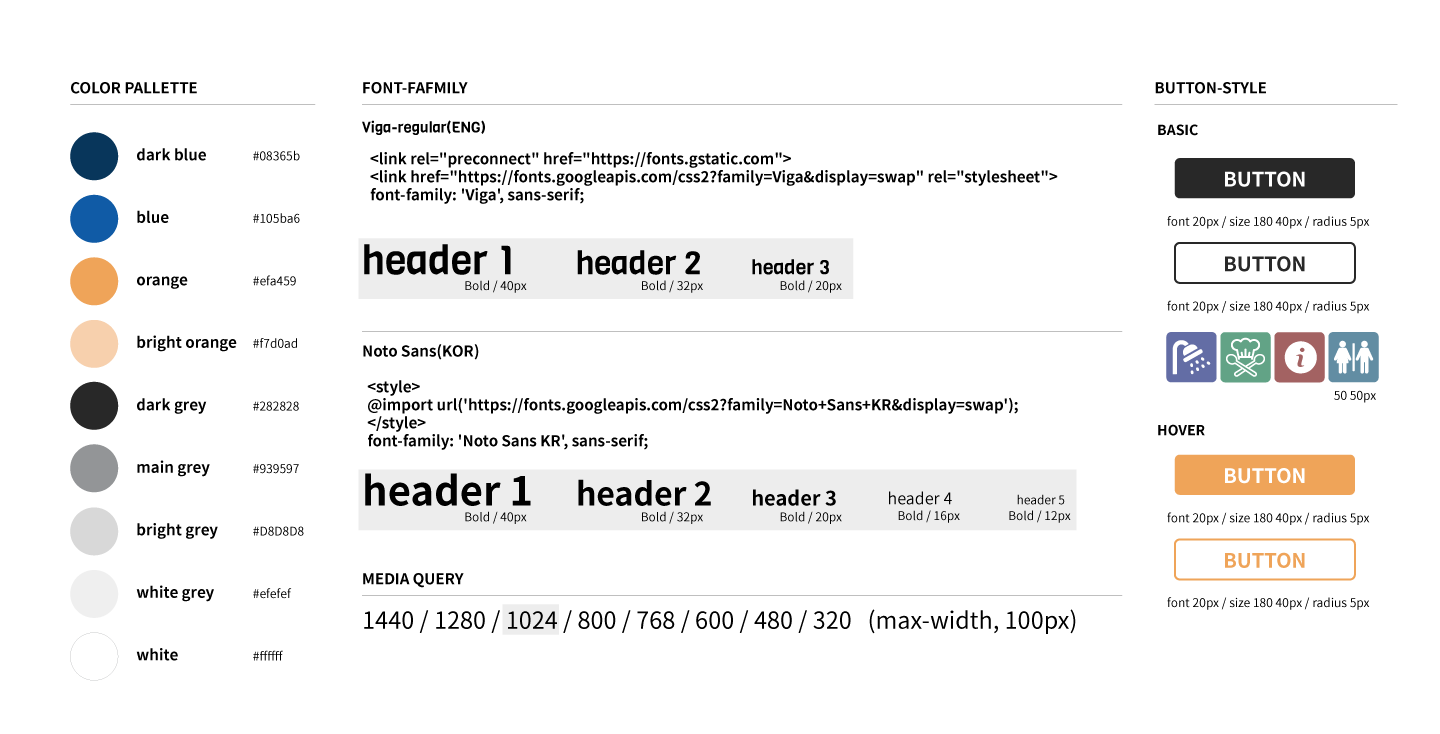 COLOR PALLETTE
dark blue #08365b
blue #105ba6
orange #efa459
bright orange #f7d0ad
dark grey #282828
main grey #939597
bright grey #D8D8D8
white grey #efefef
white #ffffff
FONT-FAFMILY
Viga-regular(ENG)
<link rel="preconnect" href="https://fonts.gstatic.com">
<link href="https://fonts.googleapis.com/css2?family=Viga&display=swap" rel="stylesheet">
font-family: 'Viga', sans-serif;
header 1 header 2 header 3
Bold / 40px Bold / 32px Bold / 20px
Noto Sans(KOR)
<style>
@import url('https://fonts.googleapis.com/css2?family=Noto+Sans+KR&display=swap');
</style>
font-family: 'Noto Sans KR', sans-serif;
header 1 header 2 header 3 header 4 header 5
Bold / 40px Bold / 32px Bold / 20px Bold / 16px Bold / 12px
MEDIA QUERY
1440 / 1280 / 1024 / 800 / 768 / 600 / 480 / 320 (max-width, 100px)
BUTTON-STYLE
BASIC
BUTTON
font 20px / size 180 40px / radius 5px
BUTTON
font 20px / size 180 40px / radius 5px
i
50 50px
HOVER
BUTTON
font 20px / size 180 40px / radius 5px
BUTTON
font 20px / size 180 40px / radius 5px